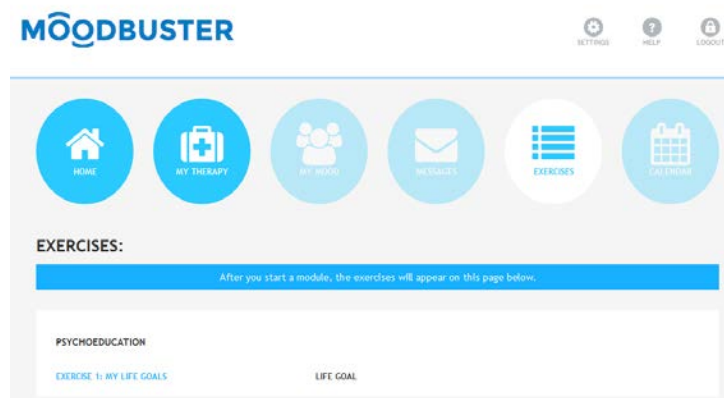 MOODBUSTER
SETTINGS HELP LOGOUT
HOME MY THERAPY MY MOOD MESSAGES EXERCISES CALENDAR
EXERCISES:
After you start a module, the exercises will appear on this page below.
PSYCHOEDUCATION
EXERCISE 1: MY LIFE GOALS LIFE GOAL